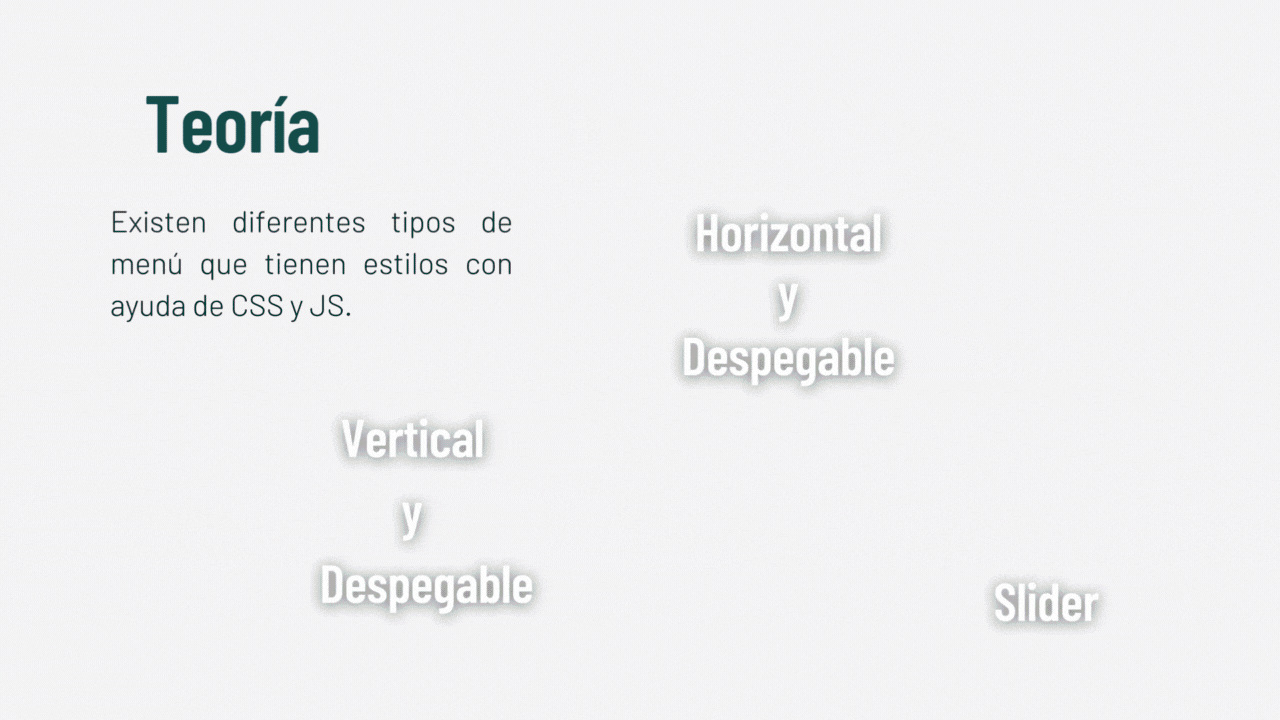 Teoría
Existen diferentes tipos de
menú que tienen estilos con
ayuda de CSS y JS.
Horizontal
y
Despegable
Vertical
y
Despegable
Slider